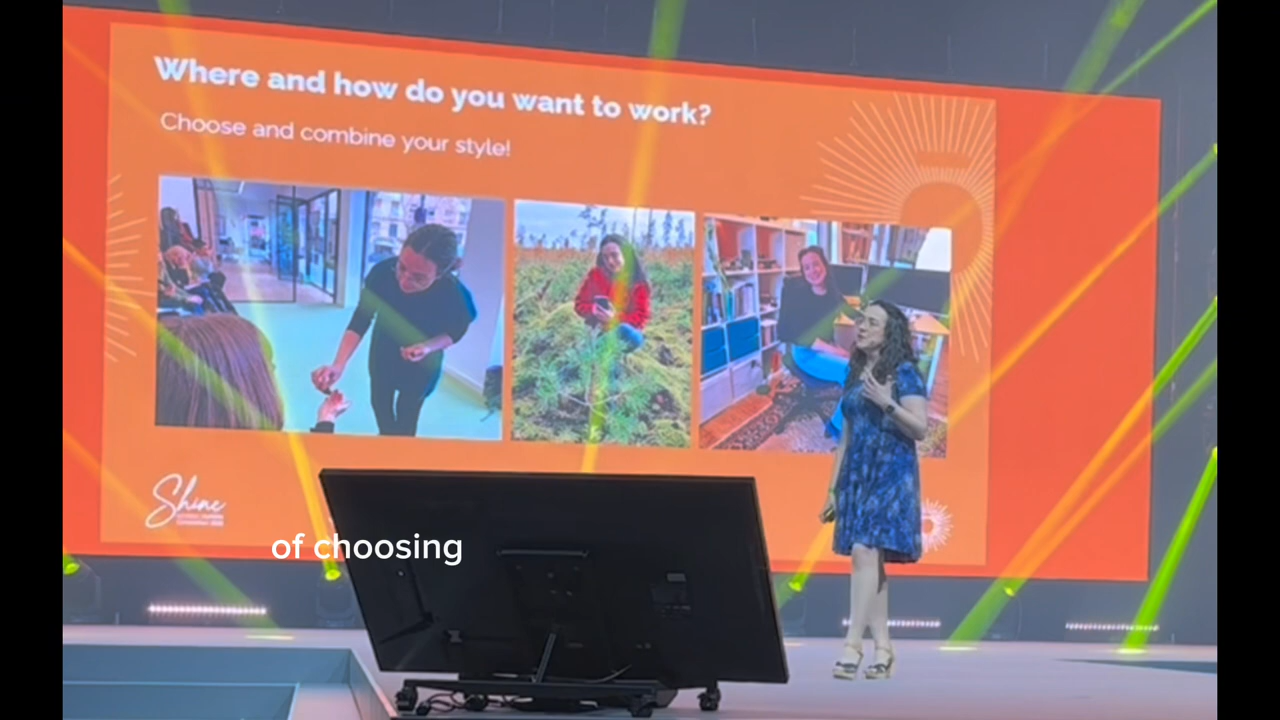 Where and how do you want to work?
Choose and combine your style!
Shine
of choosing